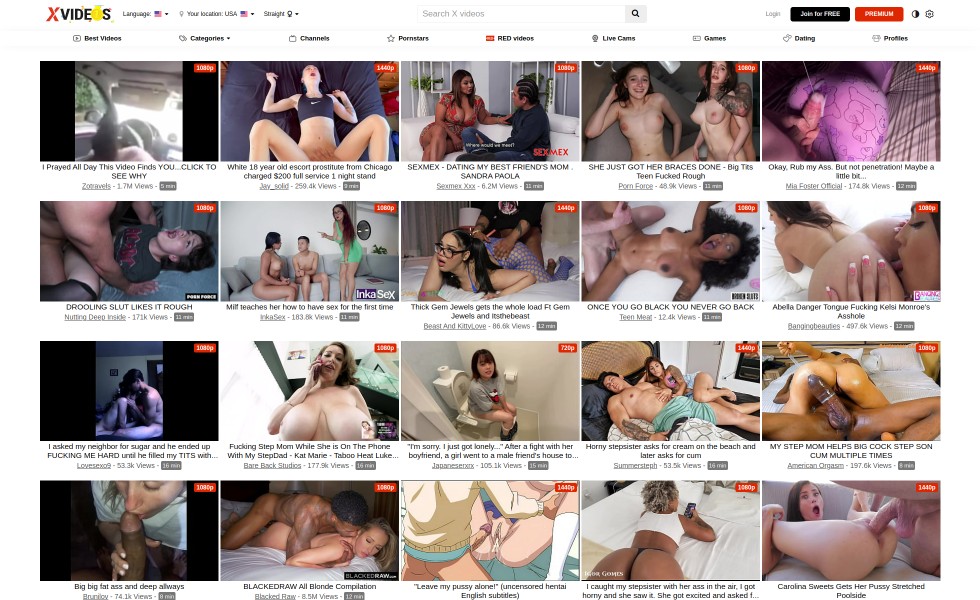 XVIDEOS
Language:
Your location: USA
Straight
Search X videos
Login
Join for FREE
PREMIUM
Best Videos
Categories
Channels
Pornstars
RED videos
Live Cams
Games
Dating
Profiles
1080p
1440p
1080p
Where would we meet?
SEXMEX
1080p
1440p
I Prayed All Day This Video Finds YOU...CLICK TO
SEE WHY
Zotravels - 1.7M Views - 5 min
White 18 year old escort prostitute from Chicago
charged $200 full service 1 night stand
Jay_solid - 259.4k Views - 9 min
SEXMEX - DATING MY BEST FRIEND'S MOM .
SANDRA PAOLA
Sexmex Xxx - 6.2M Views - 11 min
SHE JUST GOT HER BRACES DONE - Big Tits
Teen Fucked Rough
Porn Force - 48.9k Views - 11 min
Okay, Rub my Ass. But not penetration! Maybe a
little bit...
Mia Foster Official - 174.8k Views - 12 min
1080p
PORN FORCE
1080p
InkaSex
1440p
1080p
BROKEN SLUTS
1080p
BANGING
DROOLING SLUT LIKES IT ROUGH
Nutting Deep Inside - 171k Views - 11 min
Milf teaches her how to have sex for the first time
InkaSex - 183.8k Views - 11 min
Thick Gem Jewels gets the whole load Ft Gem
Jewels and Itsthebeast
Beast And KittyLove - 86.6k Views - 12 min
ONCE YOU GO BLACK YOU NEVER GO BACK
Teen Meat - 12.4k Views - 11 min
Abella Danger Tongue Fucking Kelsi Monroe's
Asshole
Bangingbeauties - 497.6k Views - 12 min
1080p
1080p
720p
1440p
1080p
I asked my neighbor for sugar and he ended up
FUCKING ME HARD until he filled my TITS with...
Lovesexo9 - 53.3k Views - 16 min
Fucking Step Mom While She is On The Phone
With My StepDad - Kat Marie - Taboo Heat Luke...
Bare Back Studios - 177.9k Views - 16 min
"I'm sorry. I just got lonely..." After a fight with her
boyfriend, a girl went to a male friend's house to...
Japaneserxrx - 105.1k Views - 15 min
Horny stepsister asks for cream on the beach and
later asks for cum
Summersteph - 53.5k Views - 16 min
MY STEP MOM HELPS BIG COCK STEP SON
CUM MULTIPLE TIMES
American Orgasm - 197.6k Views - 9 min
1080p
1080p
BLACKEDRAW
1440p
1080p
IGOR GOMES
1440p
Big big fat ass and deep allways
Brunilov - 74.1k Views - 8 min
BLACKEDRAW All Blonde Compilation
Blacked Raw - 8.5M Views - 12 min
"Leave my pussy alone!" (uncensored hentai
English subtitles)
I caught my stepsister with her ass in the air, I got
horny and she saw it. She got excited and asked f...
Carolina Sweets Gets Her Pussy Stretched
Poolside